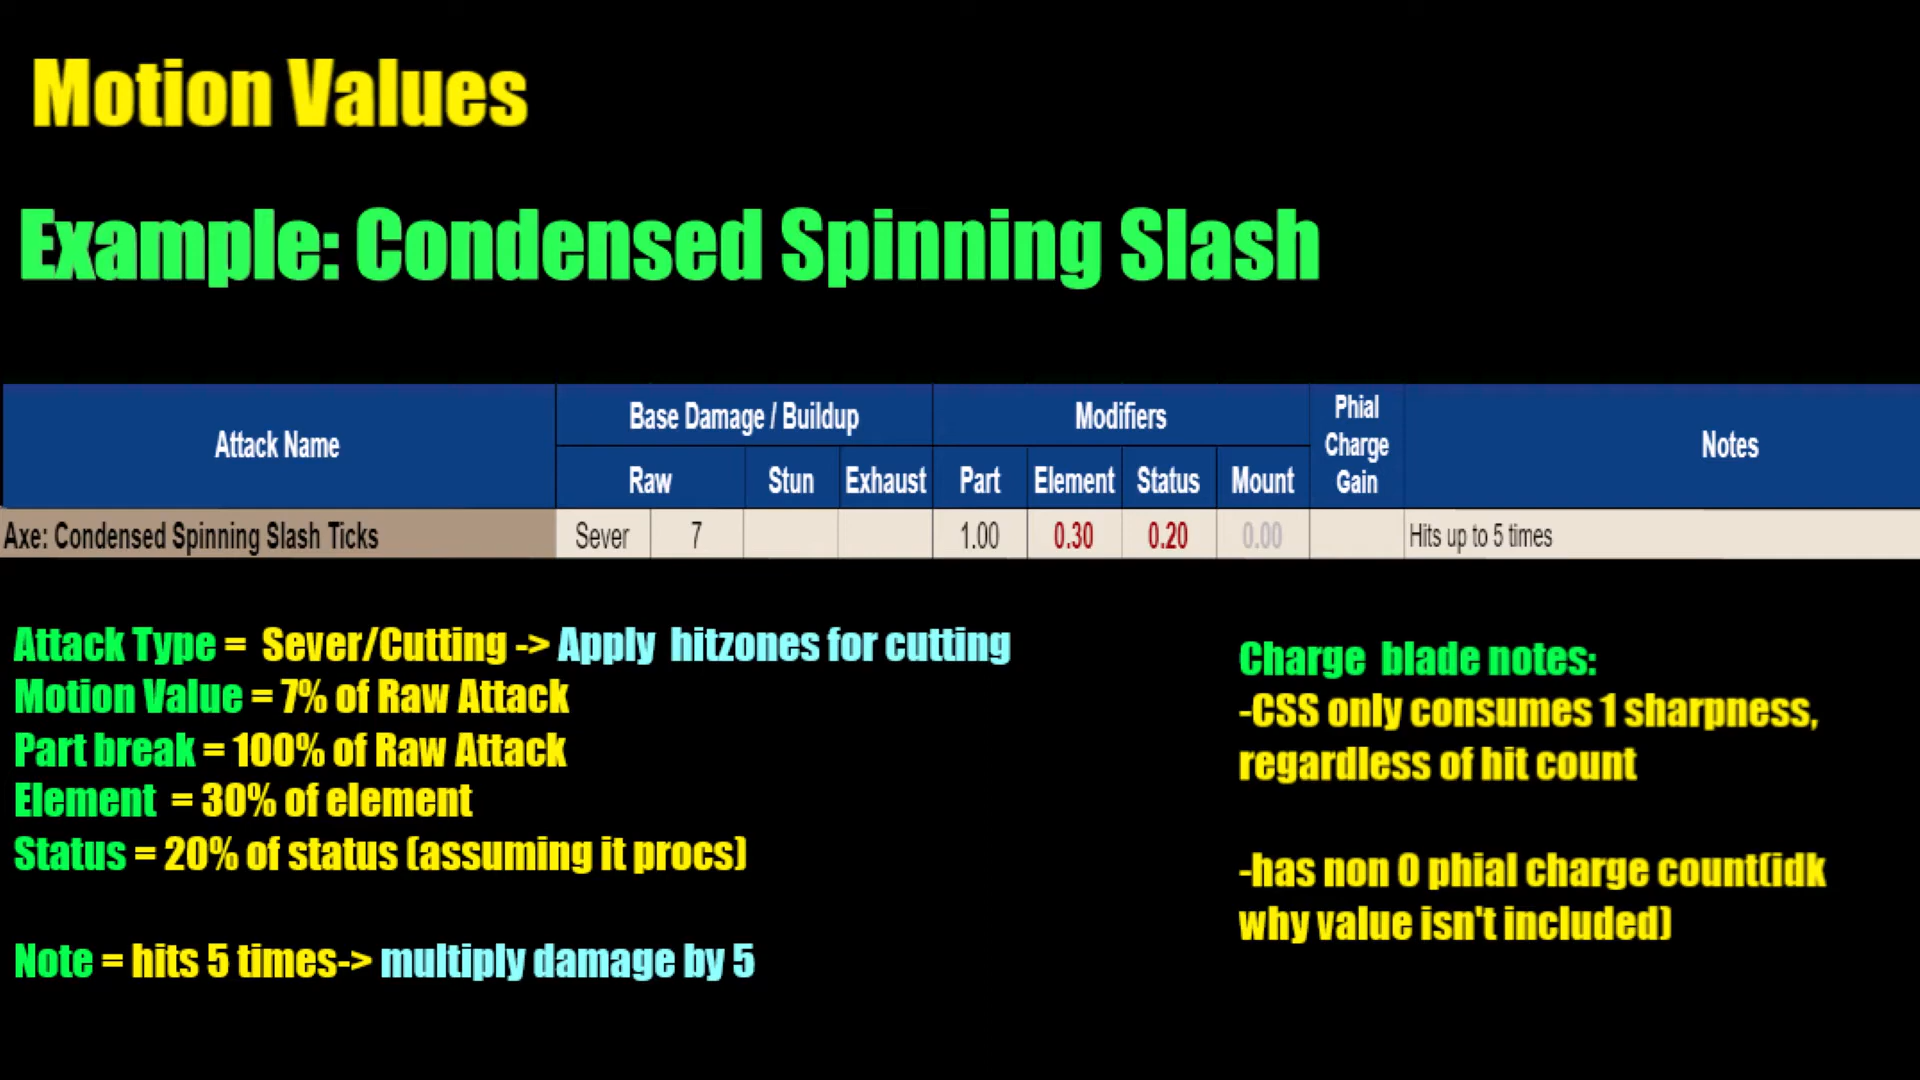 Motion Values
Example: Condensed Spinning Slash
Attack Name
Base Damage / Buildup
Modifiers
Phial
Charge
Gain
Notes
Raw
Stun
Exhaust
Part
Element
Status
Mount
Axe: Condensed Spinning Slash Ticks
Sever
7
1.00
0.30
0.20
0.00
Hits up to 5 times
Attack Type = Sever/Cutting -> Apply hitzones for cutting
Motion Value = 7% of Raw Attack
Part break = 100% of Raw Attack
Element = 30% of element
Status = 20% of status (assuming it procs)
Note = hits 5 times-> multiply damage by 5
Charge blade notes:
-CSS only consumes 1 sharpness,
regardless of hit count
-has non 0 phial charge count(idk
why value isn't included)